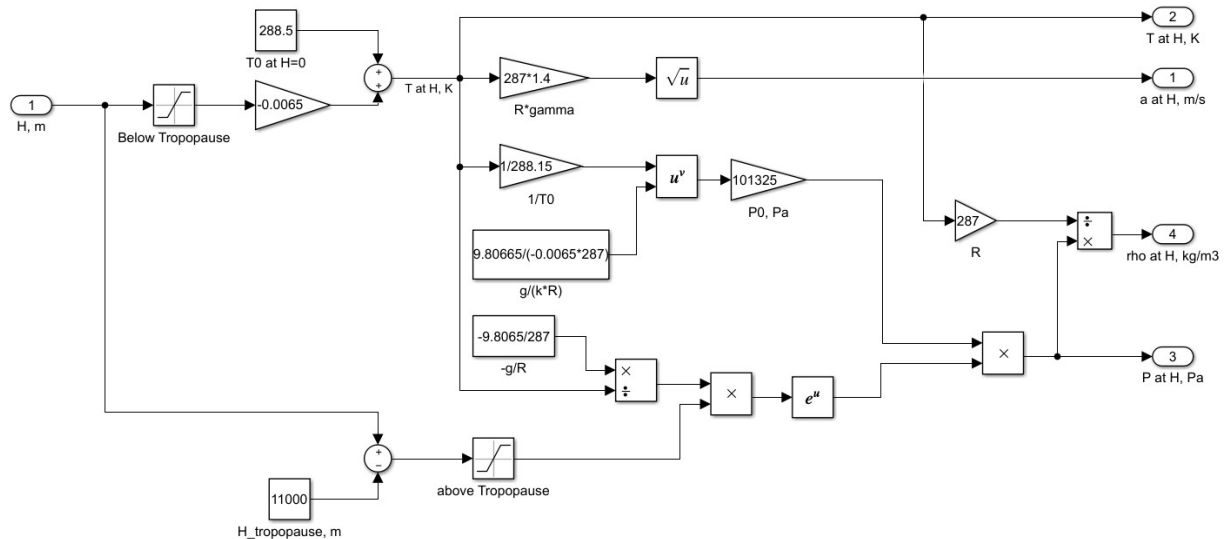 288.5
T0 at H=0
2
T at H, K
1
H, m
Below Tropopause
-0.0065
+
+
T at H, K
287*1.4
R*gamma
√u
1
a at H, m/s
1/288.15
1/T0
u^v
101325
P0, Pa
9.80665/(-0.0065*287)
g/(k*R)
287
R
÷
×
4
rho at H, kg/m3
-9.8065/287
-g/R
×
÷
×
e^u
×
3
P at H, Pa
+
−
above Tropopause
11000
H_tropopause, m